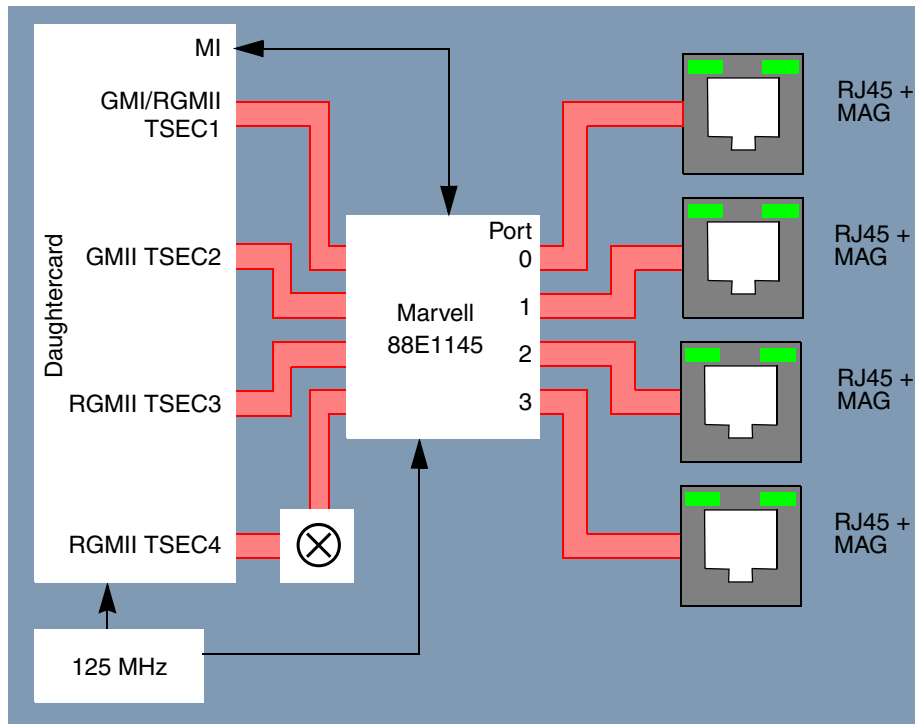 MI
GMI/RGMII
TSEC1
GMII TSEC2
Daughtercard
RGMII TSEC3
RGMII TSEC4
125 MHz
Marvell
88E1145
Port
0
1
2
3
RJ45 +
MAG
RJ45 +
MAG
RJ45 +
MAG
RJ45 +
MAG